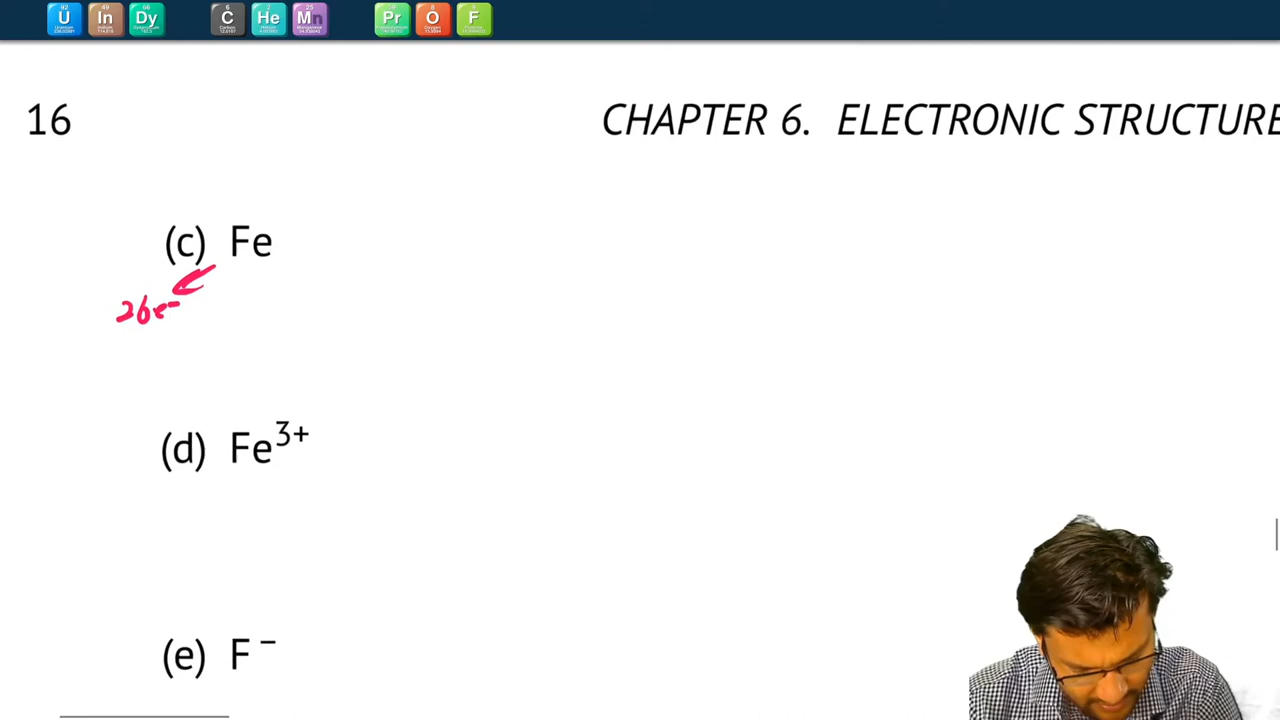 U In Dy C He Mn Pr O F
16 CHAPTER 6. ELECTRONIC STRUCTURE
(c) Fe
26e⁻
(d) Fe³⁺
(e) F⁻